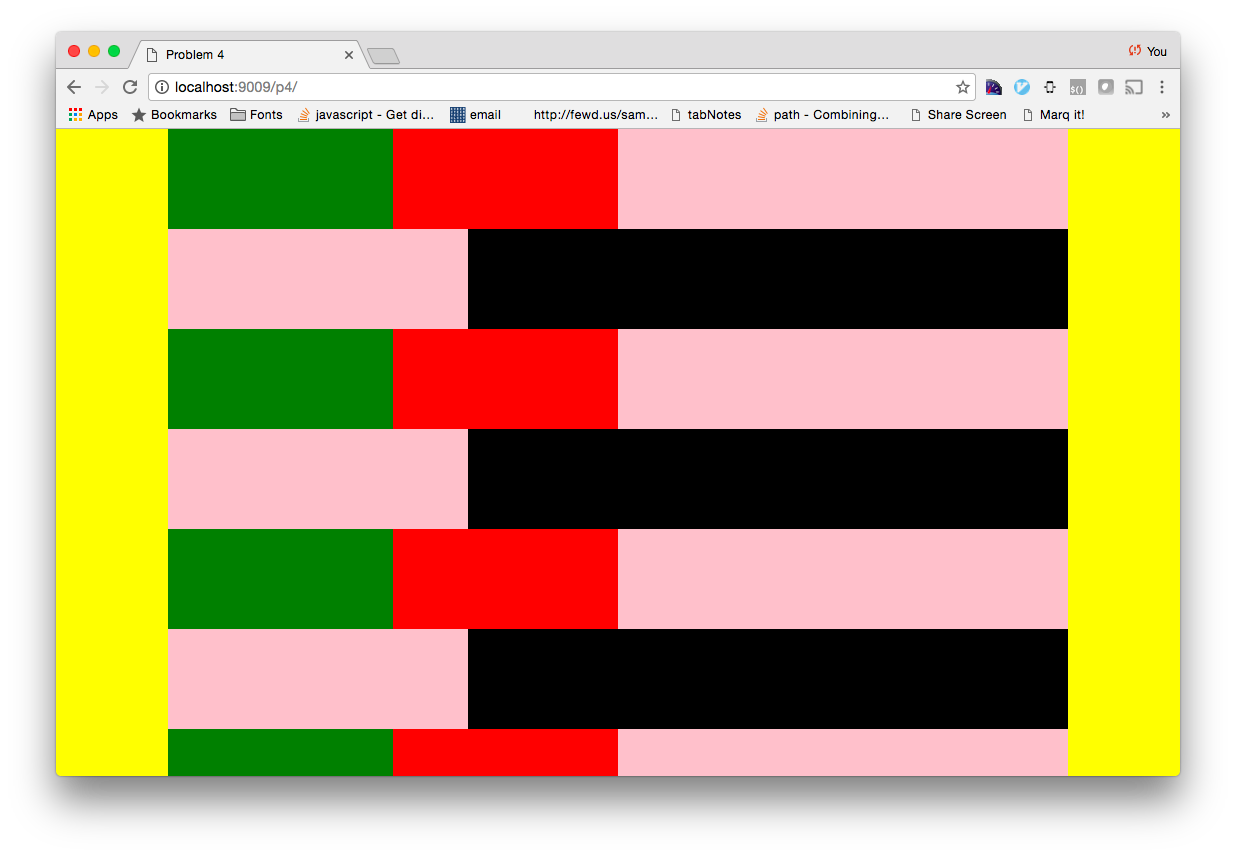 Problem 4
You
localhost:9009/p4/
Apps Bookmarks Fonts javascript - Get di... email http://fewd.us/sam... tabNotes path - Combining... Share Screen Marq it! »
$()